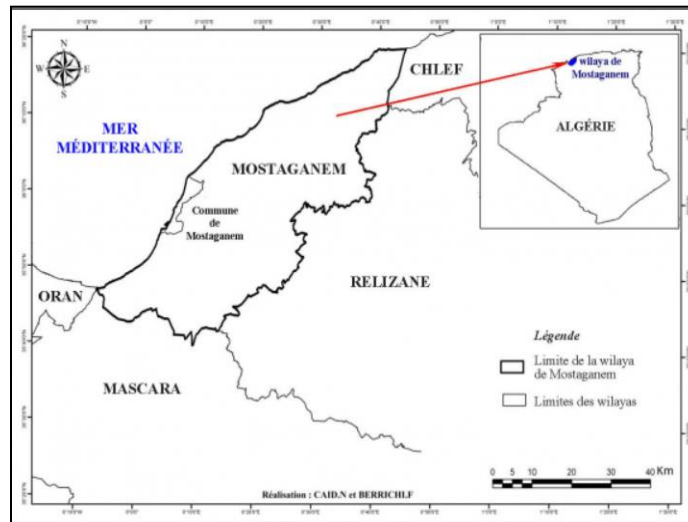 N
W E
S
MER
MÉDITERRANÉE
CHLEF
MOSTAGANEM
Commune
de
Mostaganem
ORAN
RELIZANE
MASCARA
wilaya de
Mostaganem
ALGÉRIE
Légende
Limite de la wilaya
de Mostaganem
Limites des wilayas
0 5 10 20 30 40 Km
Réalisation : CAID.N et BERRICHI.F